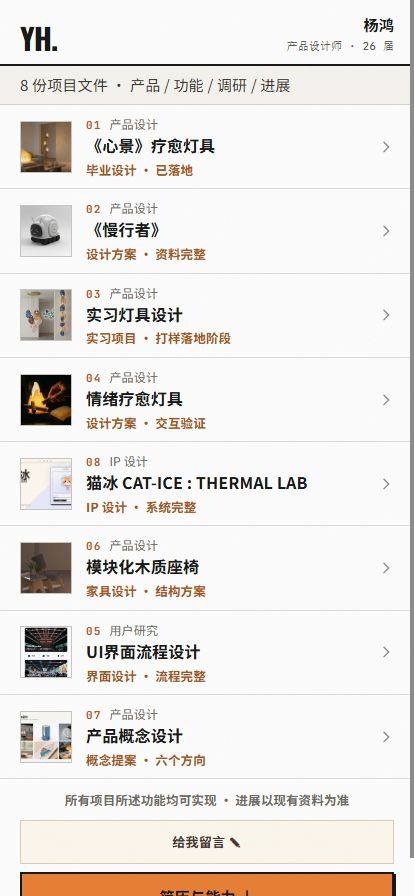 YH.
杨鸿
产品设计师 · 26 届
8 份项目文件 · 产品 / 功能 / 调研 / 进展
01 产品设计
《心景》疗愈灯具
毕业设计 · 已落地
02 产品设计
《慢行者》
设计方案 · 资料完整
03 产品设计
实习灯具设计
实习项目 · 打样落地阶段
04 产品设计
情绪疗愈灯具
设计方案 · 交互验证
08 IP 设计
猫冰 CAT-ICE : THERMAL LAB
IP 设计 · 系统完整
06 产品设计
模块化木质座椅
家具设计 · 结构方案
05 用户研究
UI界面流程设计
界面设计 · 流程完整
07 产品设计
产品概念设计
概念提案 · 六个方向
所有项目所述功能均可实现 · 进展以现有资料为准
给我留言 ✎
简历与能力 ↓